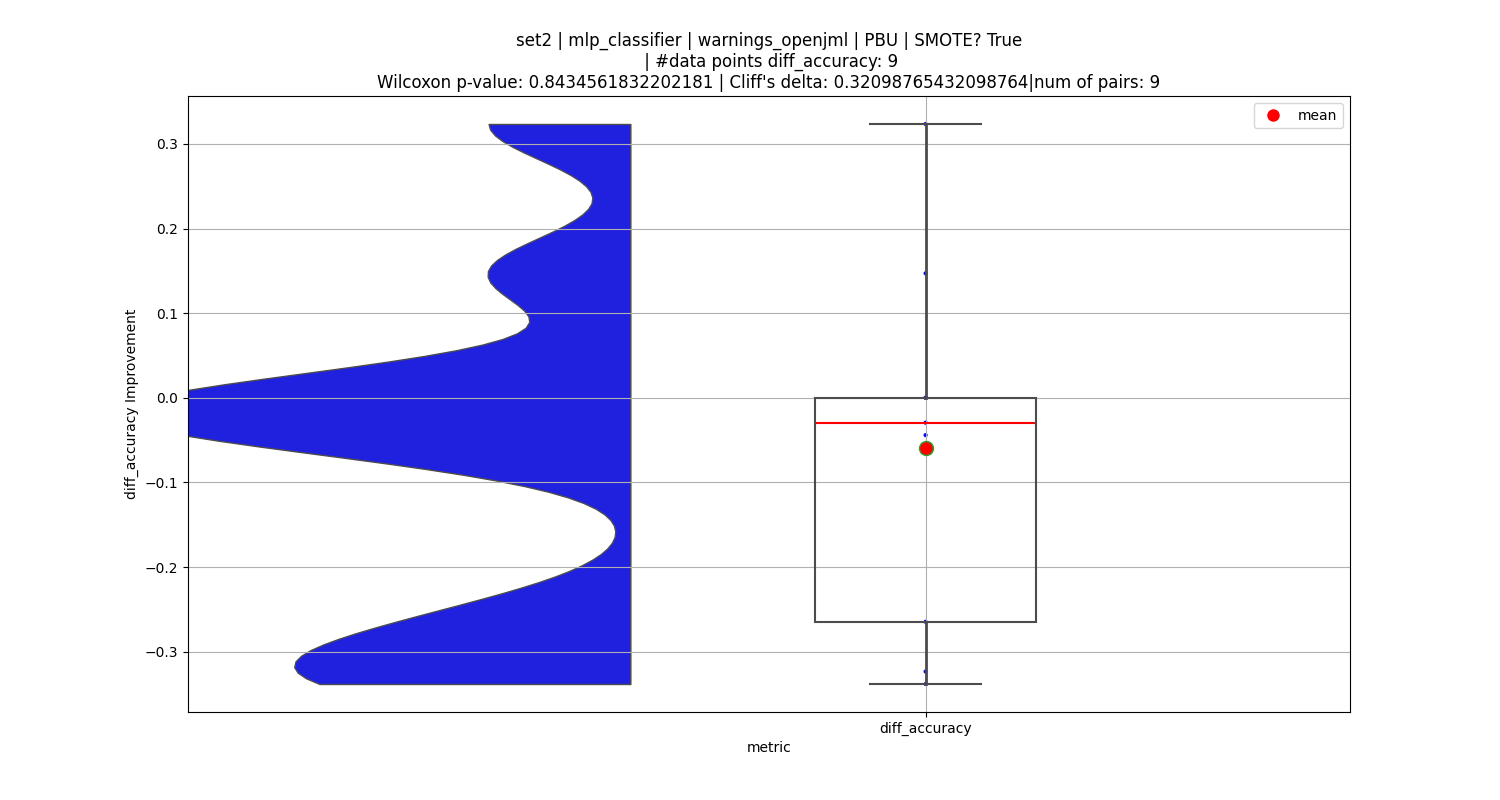 set2 | mlp_classifier | warnings_openjml | PBU | SMOTE? True
| #data points diff_accuracy: 9
Wilcoxon p-value: 0.8434561832202181 | Cliff's delta: 0.32098765432098764|num of pairs: 9
mean
0.3
0.2
0.1
0.0
−0.1
−0.2
−0.3
diff_accuracy Improvement
diff_accuracy
metric